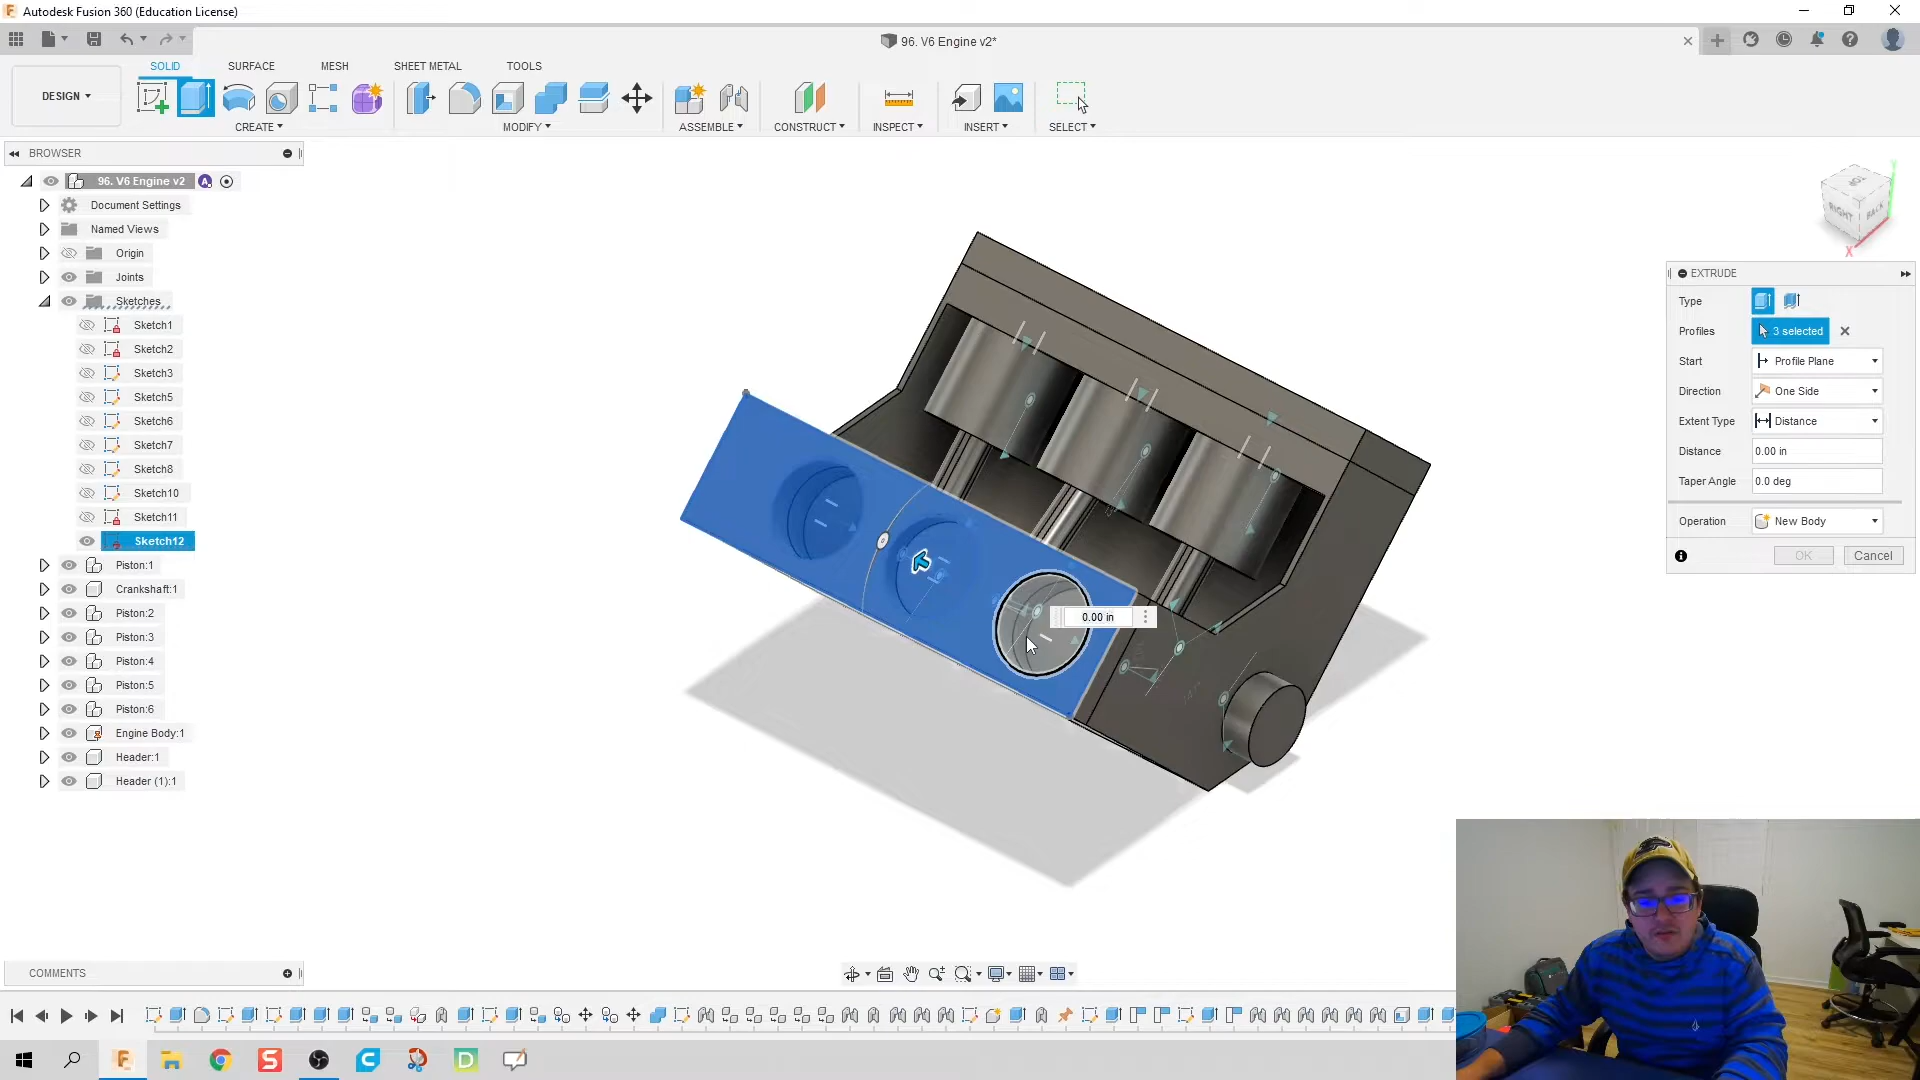 Autodesk Fusion 360 (Education License)
96. V6 Engine v2*
SOLID SURFACE MESH SHEET METAL TOOLS
DESIGN
CREATE MODIFY ASSEMBLE CONSTRUCT INSPECT INSERT SELECT
BROWSER
96. V6 Engine v2
Document Settings
Named Views
Origin
Joints
Sketches
Sketch1
Sketch2
Sketch3
Sketch5
Sketch6
Sketch7
Sketch8
Sketch10
Sketch11
Sketch12
Piston:1
Crankshaft:1
Piston:2
Piston:3
Piston:4
Piston:5
Piston:6
Engine Body:1
Header:1
Header (1):1
0.00 in
TOP
RIGHT BACK
X
EXTRUDE
Type
Profiles 3 selected
Start Profile Plane
Direction One Side
Extent Type Distance
Distance 0.00 in
Taper Angle 0.0 deg
Operation New Body
OK Cancel
COMMENTS